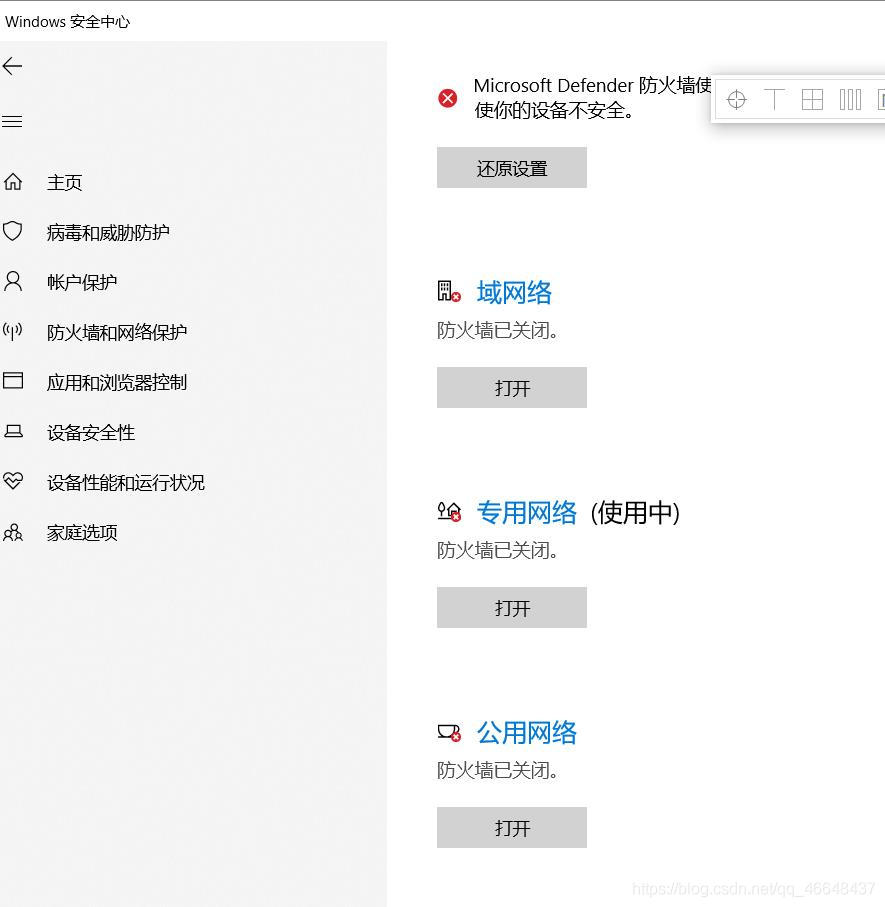 Windows 安全中心
Microsoft Defender 防火墙使
使你的设备不安全。
还原设置
主页
病毒和威胁防护
帐户保护
防火墙和网络保护
应用和浏览器控制
设备安全性
设备性能和运行状况
家庭选项
域网络
防火墙已关闭。
打开
专用网络 (使用中)
防火墙已关闭。
打开
公用网络
防火墙已关闭。
打开
https://blog.csdn.net/qq_46648437